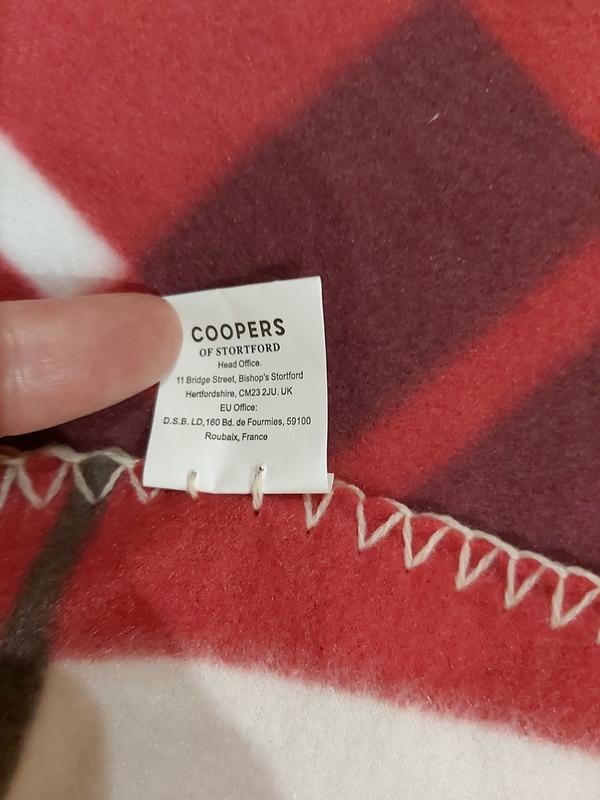 COOPERS
OF STORTFORD
Head Office.
11 Bridge Street, Bishop's Stortford
Hertfordshire, CM23 2JU. UK
EU Office:
D.S.B. LD,160 Bd. de Fourmies, 59100
Roubaix, France